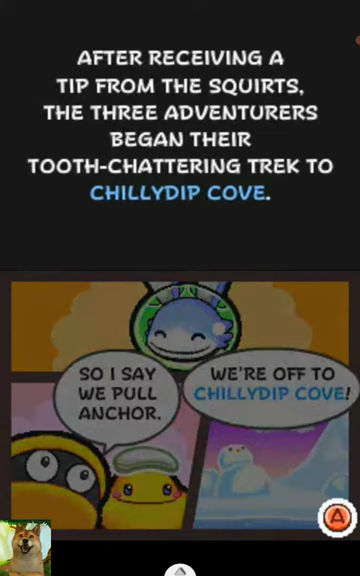 AFTER RECEIVING A
TIP FROM THE SQUIRTS,
THE THREE ADVENTURERS
BEGAN THEIR
TOOTH-CHATTERING TREK TO
CHILLYDIP COVE.
SO I SAY
WE PULL
ANCHOR.
WE'RE OFF TO
CHILLYDIP COVE!
A